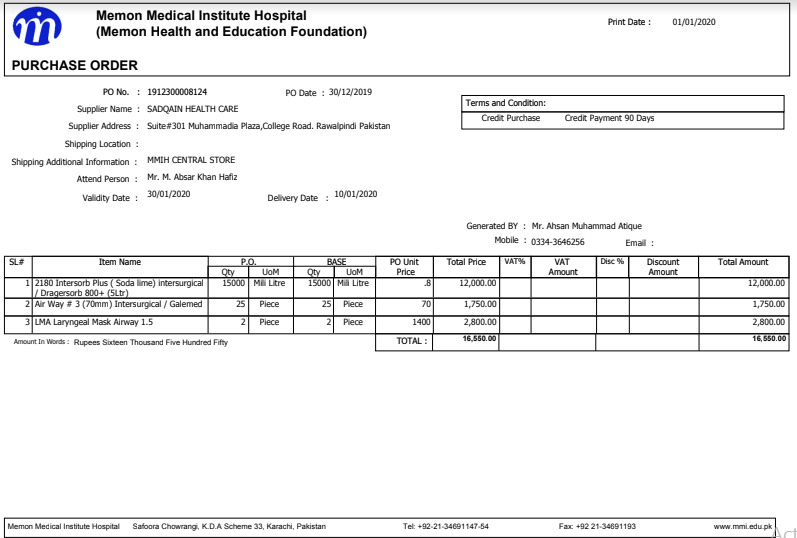 m
Memon Medical Institute Hospital
(Memon Health and Education Foundation)
Print Date : 01/01/2020
PURCHASE ORDER
PO No. : 1912300008124 PO Date : 30/12/2019
Supplier Name : SADQAIN HEALTH CARE
Supplier Address : Suite#301 Muhammadia Plaza,College Road. Rawalpindi Pakistan
Shipping Location :
Shipping Additional Information : MMIH CENTRAL STORE
Attend Person : Mr. M. Absar Khan Hafiz
Validity Date : 30/01/2020 Delivery Date : 10/01/2020
Terms and Condition:
Credit Purchase Credit Payment 90 Days
Generated BY : Mr. Ahsan Muhammad Atique
Mobile : 0334-3646256 Email :
SL# Item Name P.O. BASE PO Unit Total Price VAT% VAT Disc % Discount Total Amount
Qty UoM Qty UoM Price Amount Amount
1 2180 Intersorb Plus ( Soda lime) intersurgical 15000 Mili Litre 15000 Mili Litre .8 12,000.00 12,000.00
/ Dragersorb 800+ (5Ltr)
2 Air Way # 3 (70mm) Intersurgical / Galemed 25 Piece 25 Piece 70 1,750.00 1,750.00
3 LMA Laryngeal Mask Airway 1.5 2 Piece 2 Piece 1400 2,800.00 2,800.00
Amount In Words : Rupees Sixteen Thousand Five Hundred Fifty TOTAL : 16,550.00 16,550.00
Memon Medical Institute Hospital Safoora Chowrangi, K.D.A Scheme 33, Karachi, Pakistan Tel: +92-21-34691147-54 Fax: +92 21-34691193 www.mmi.edu.pk
Act